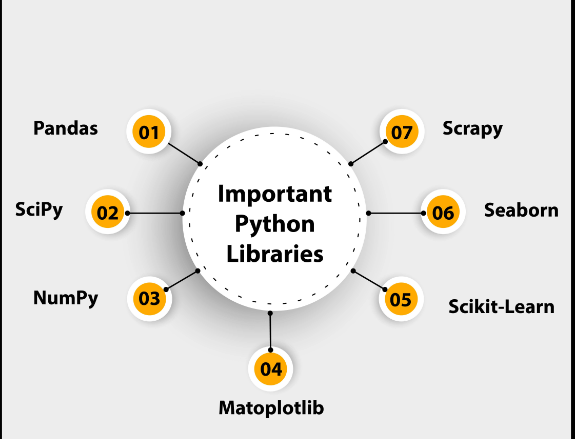 Important
Python
Libraries
01
Pandas
02
SciPy
03
NumPy
04
Matoplotlib
05
Scikit-Learn
06
Seaborn
07
Scrapy